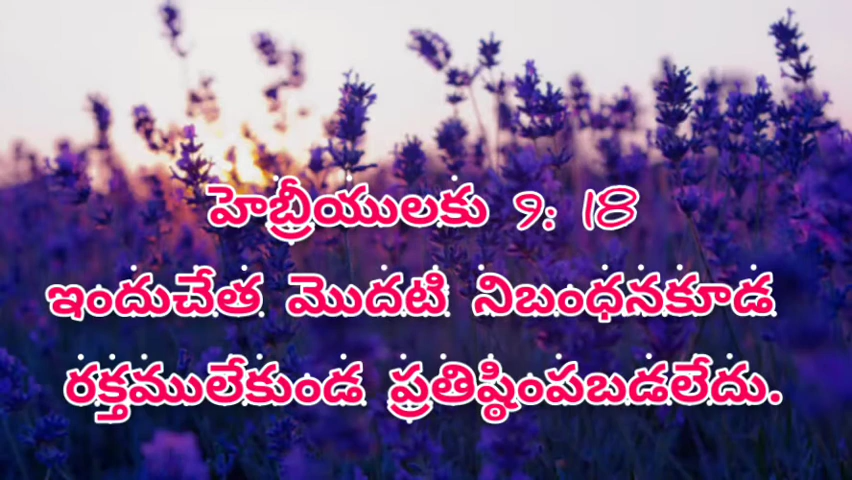 హెబ్రీయులకు 9: 18
ఇందుచేత మొదటి నిబంధనకూడ
రక్తములేకుండ ప్రతిష్ఠింపబడలేదు.